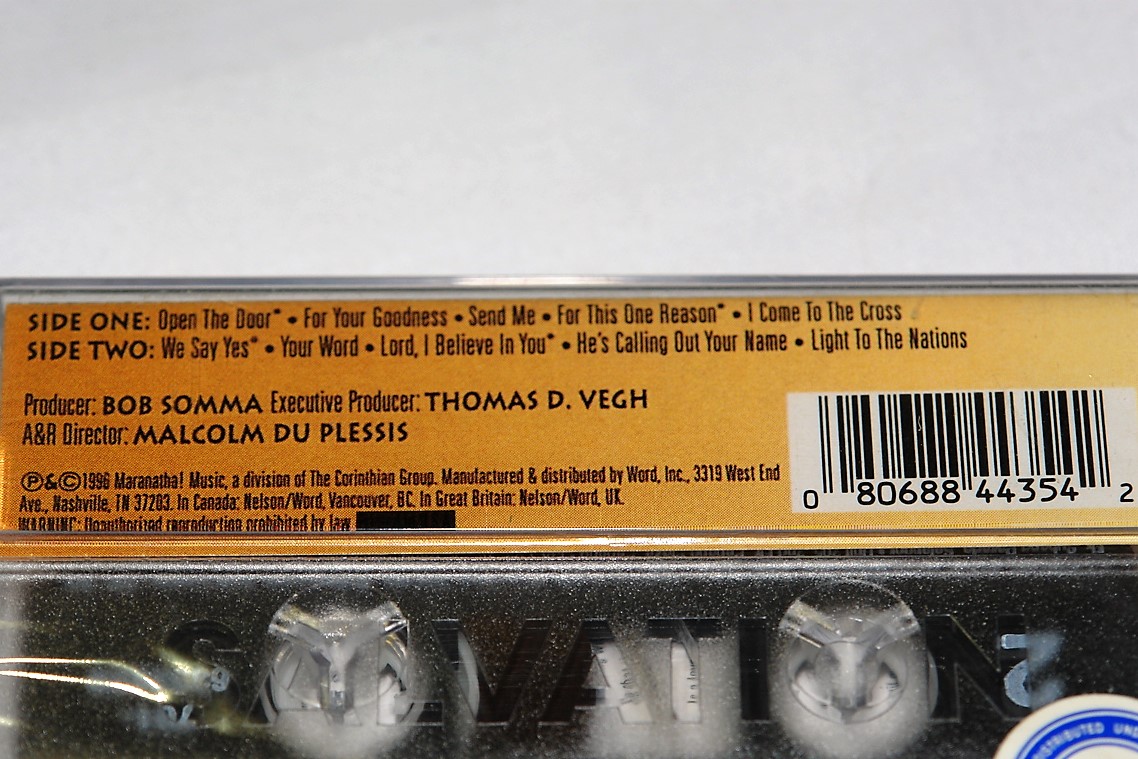 SIDE ONE: Open The Door* • For Your Goodness • Send Me • For This One Reason* • I Come To The Cross
SIDE TWO: We Say Yes* • Your Word • Lord, I Believe In You* • He's Calling Out Your Name • Light To The Nations
Producer: BOB SOMMA Executive Producer: THOMAS D. VEGH
A&R Director: MALCOLM DU PLESSIS
Ⓟ&©1996 Maranatha! Music, a division of The Corinthian Group. Manufactured & distributed by Word, Inc., 3319 West End
Ave., Nashville, TN 37203. In Canada: Nelson/Word, Vancouver, BC. In Great Britain: Nelson/Word, UK.
WARNING: Unauthorized reproduction prohibited by law
0 80688 44354 2
SALVATION
DISTRIBUTED